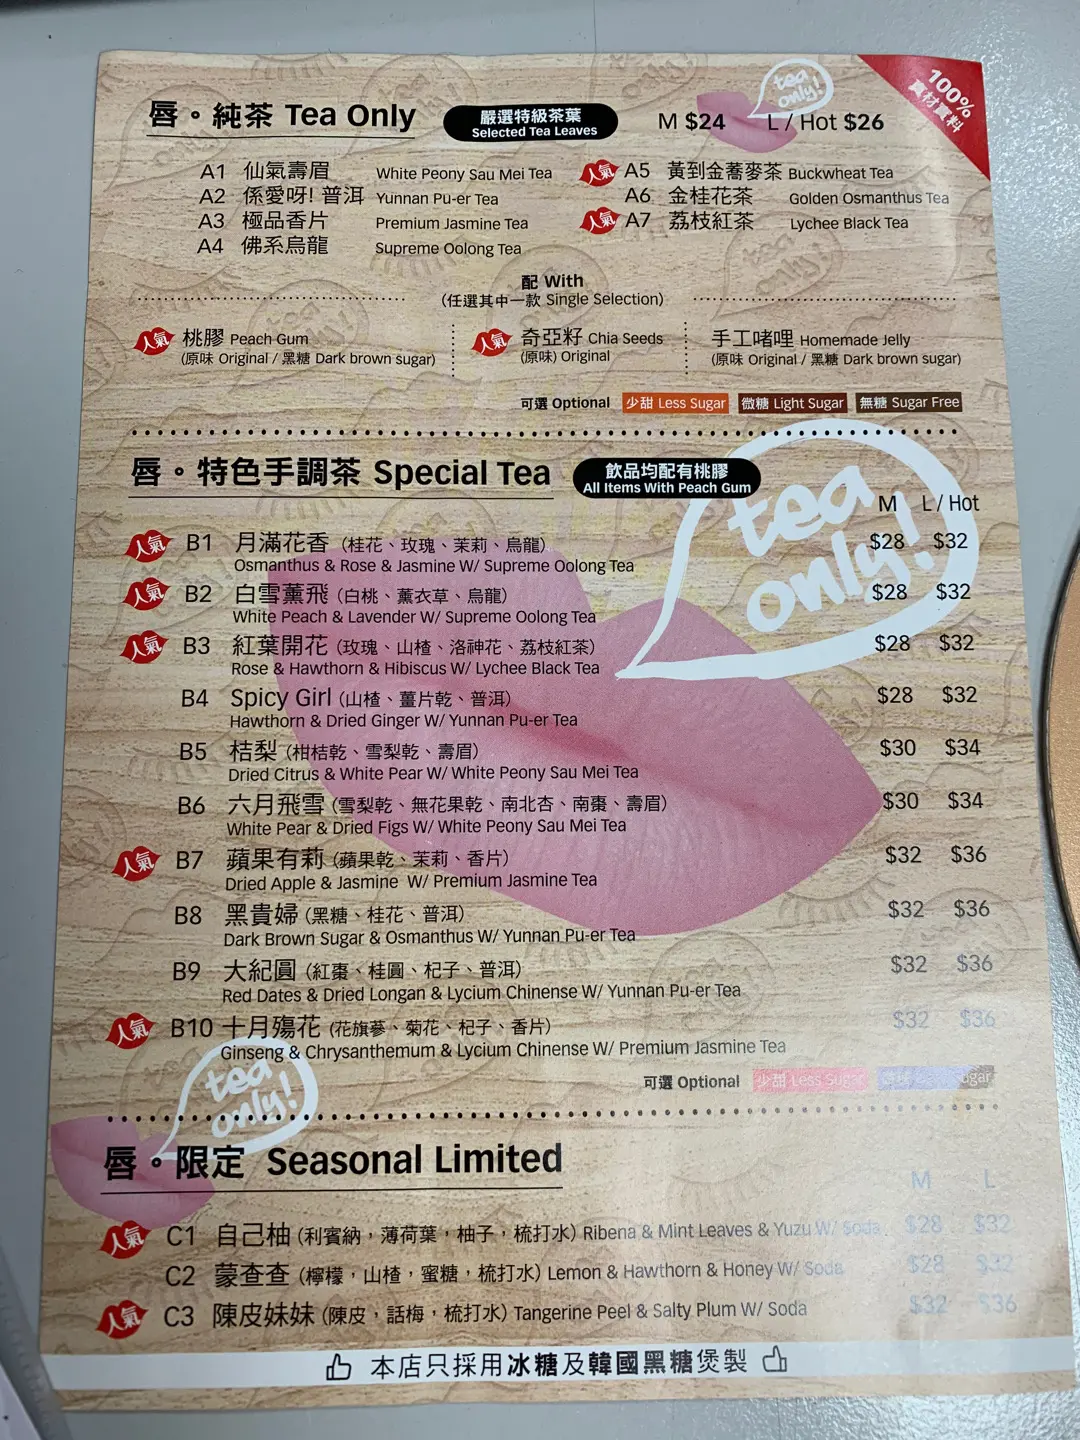 唇。純茶 Tea Only
嚴選特級茶葉
Selected Tea Leaves
M $24 L / Hot $26
tea only!
100%
真材實料
A1 仙氣壽眉 White Peony Sau Mei Tea
A2 係愛呀! 普洱 Yunnan Pu-er Tea
A3 極品香片 Premium Jasmine Tea
A4 佛系烏龍 Supreme Oolong Tea
人氣 A5 黃到金蕎麥茶 Buckwheat Tea
A6 金桂花茶 Golden Osmanthus Tea
人氣 A7 荔枝紅茶 Lychee Black Tea
配 With
(任選其中一款 Single Selection)
人氣 桃膠 Peach Gum
(原味 Original / 黑糖 Dark brown sugar)
人氣 奇亞籽 Chia Seeds
(原味) Original
手工啫哩 Homemade Jelly
(原味 Original / 黑糖 Dark brown sugar)
可選 Optional 少甜 Less Sugar 微糖 Light Sugar 無糖 Sugar Free
唇。特色手調茶 Special Tea
飲品均配有桃膠
All Items With Peach Gum
tea only!
M L / Hot
人氣 B1 月滿花香 (桂花、玫瑰、茉莉、烏龍) $28 $32
Osmanthus & Rose & Jasmine W/ Supreme Oolong Tea
人氣 B2 白雪薰飛 (白桃、薰衣草、烏龍) $28 $32
White Peach & Lavender W/ Supreme Oolong Tea
人氣 B3 紅葉開花 (玫瑰、山楂、洛神花、荔枝紅茶) $28 $32
Rose & Hawthorn & Hibiscus W/ Lychee Black Tea
B4 Spicy Girl (山楂、薑片乾、普洱) $28 $32
Hawthorn & Dried Ginger W/ Yunnan Pu-er Tea
B5 桔梨 (柑桔乾、雪梨乾、壽眉) $30 $34
Dried Citrus & White Pear W/ White Peony Sau Mei Tea
B6 六月飛雪 (雪梨乾、無花果乾、南北杏、南棗、壽眉) $30 $34
White Pear & Dried Figs W/ White Peony Sau Mei Tea
人氣 B7 蘋果有莉 (蘋果乾、茉莉、香片) $32 $36
Dried Apple & Jasmine W/ Premium Jasmine Tea
B8 黑貴婦 (黑糖、桂花、普洱) $32 $36
Dark Brown Sugar & Osmanthus W/ Yunnan Pu-er Tea
B9 大紀圓 (紅棗、桂圓、杞子、普洱) $32 $36
Red Dates & Dried Longan & Lycium Chinense W/ Yunnan Pu-er Tea
人氣 B10 十月殤花 (花旗蔘、菊花、杞子、香片) $32 $36
Ginseng & Chrysanthemum & Lycium Chinense W/ Premium Jasmine Tea
可選 Optional 少甜 Less Sugar
tea only!
唇。限定 Seasonal Limited
M L
人氣 C1 自己柚 (利賓納，薄荷葉，柚子，梳打水) Ribena & Mint Leaves & Yuzu W/ Soda $28 $32
C2 蒙查查 (檸檬，山楂，蜜糖，梳打水) Lemon & Hawthorn & Honey W/ Soda $28 $32
人氣 C3 陳皮妹妹 (陳皮，話梅，梳打水) Tangerine Peel & Salty Plum W/ Soda $32 $36
本店只採用冰糖及韓國黑糖煲製